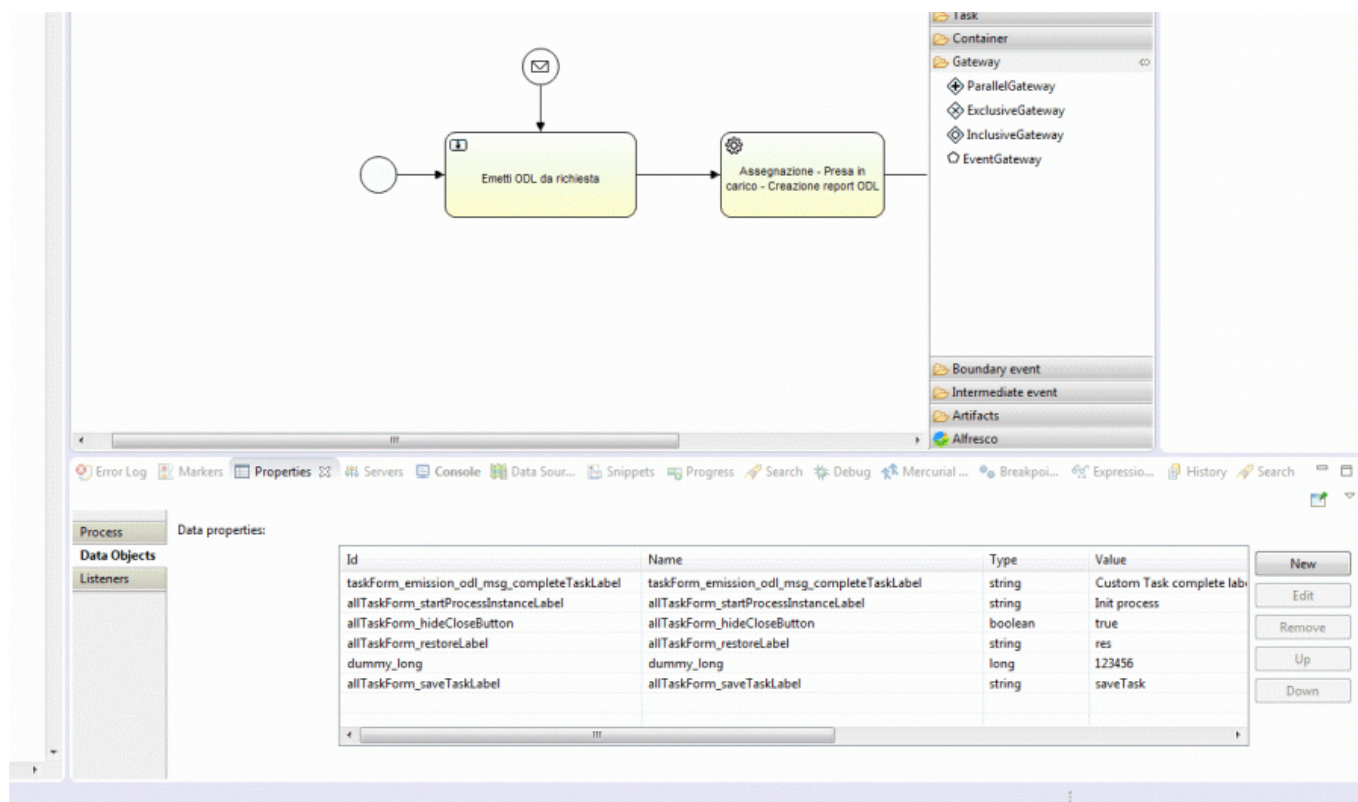 Task
Container
Gateway
ParallelGateway
ExclusiveGateway
InclusiveGateway
EventGateway
Emetti ODL da richiesta
Assegnazione - Presa in
carico - Creazione report ODL
Boundary event
Intermediate event
Artifacts
Alfresco
Error Log Markers Properties Servers Console Data Sour... Snippets Progress Search Debug Mercurial ... Breakpoi... Expressio... History Search
Process
Data Objects
Listeners
Data properties:
Id Name Type Value
taskForm_emission_odl_msg_completeTaskLabel taskForm_emission_odl_msg_completeTaskLabel string Custom Task complete labe
allTaskForm_startProcessInstanceLabel allTaskForm_startProcessInstanceLabel string Init process
allTaskForm_hideCloseButton allTaskForm_hideCloseButton boolean true
allTaskForm_restoreLabel allTaskForm_restoreLabel string res
dummy_long dummy_long long 123456
allTaskForm_saveTaskLabel allTaskForm_saveTaskLabel string saveTask
New
Edit
Remove
Up
Down